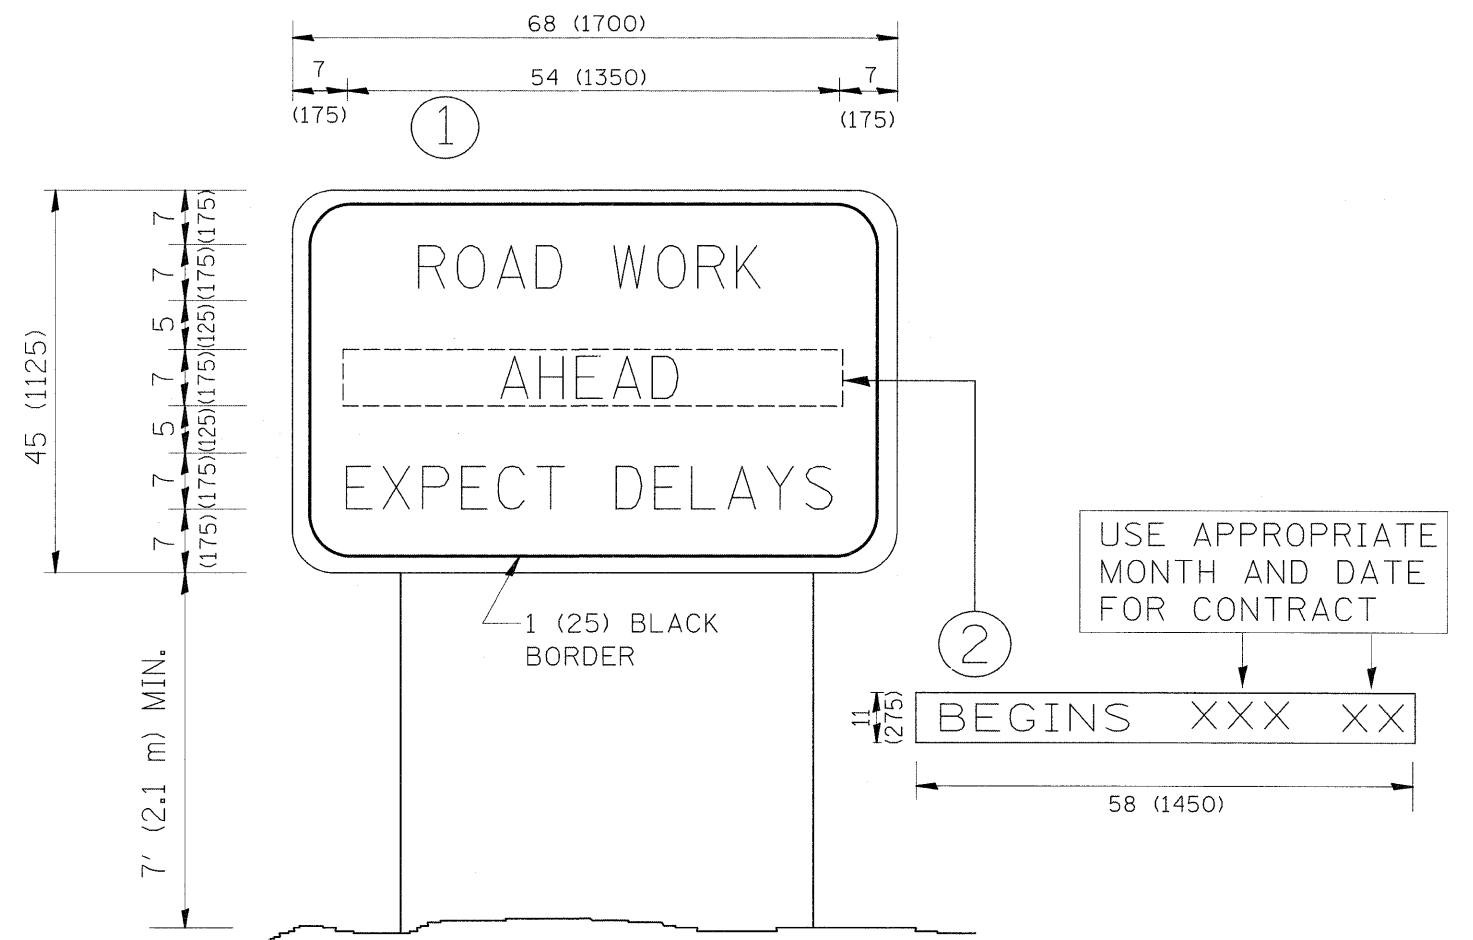 68 (1700)
7
54 (1350)
7
(175)
(175)
1
7
(175)
7
(175)
5
(125)
7
(175)
5
(125)
7
(175)
7
(175)
45 (1125)
ROAD WORK
AHEAD
EXPECT DELAYS
1 (25) BLACK
BORDER
7' (2.1 m) MIN.
2
USE APPROPRIATE
MONTH AND DATE
FOR CONTRACT
11
(275)
BEGINS XXX XX
58 (1450)